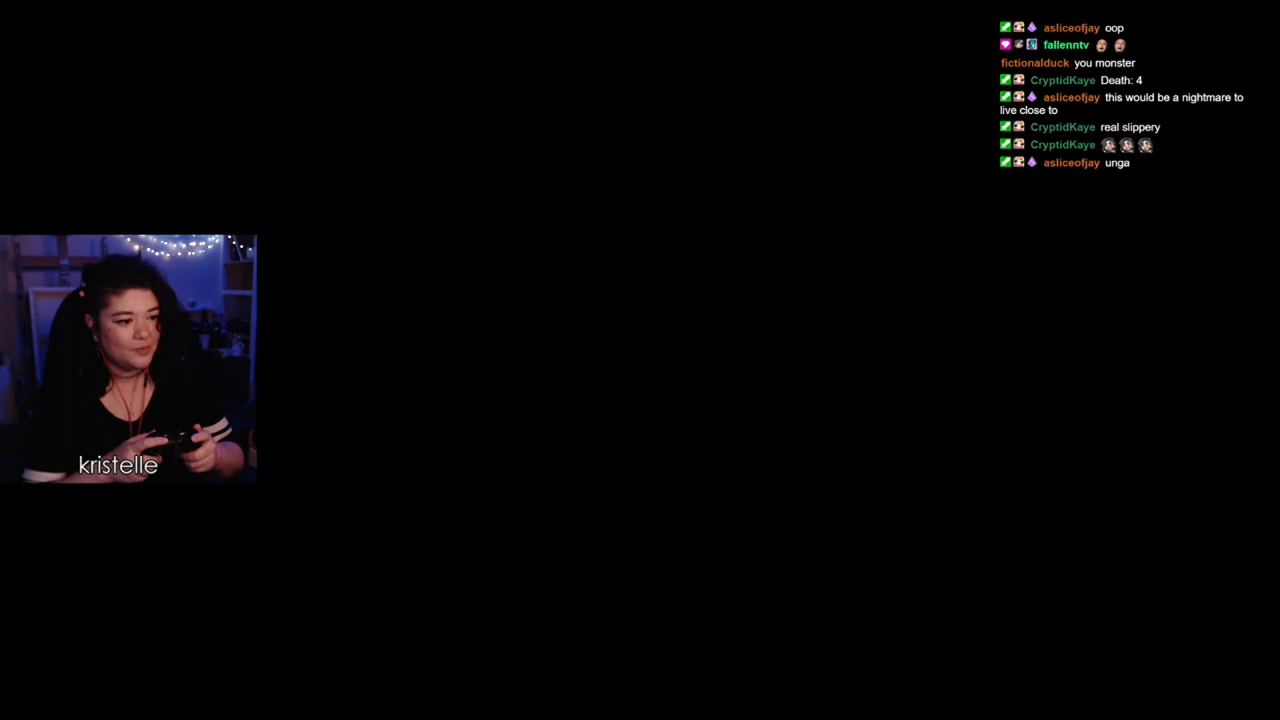 asliceofjay oop
fallenntv
fictionalduck you monster
CryptidKaye Death: 4
asliceofjay this would be a nightmare to
live close to
CryptidKaye real slippery
CryptidKaye
asliceofjay unga
kristelle